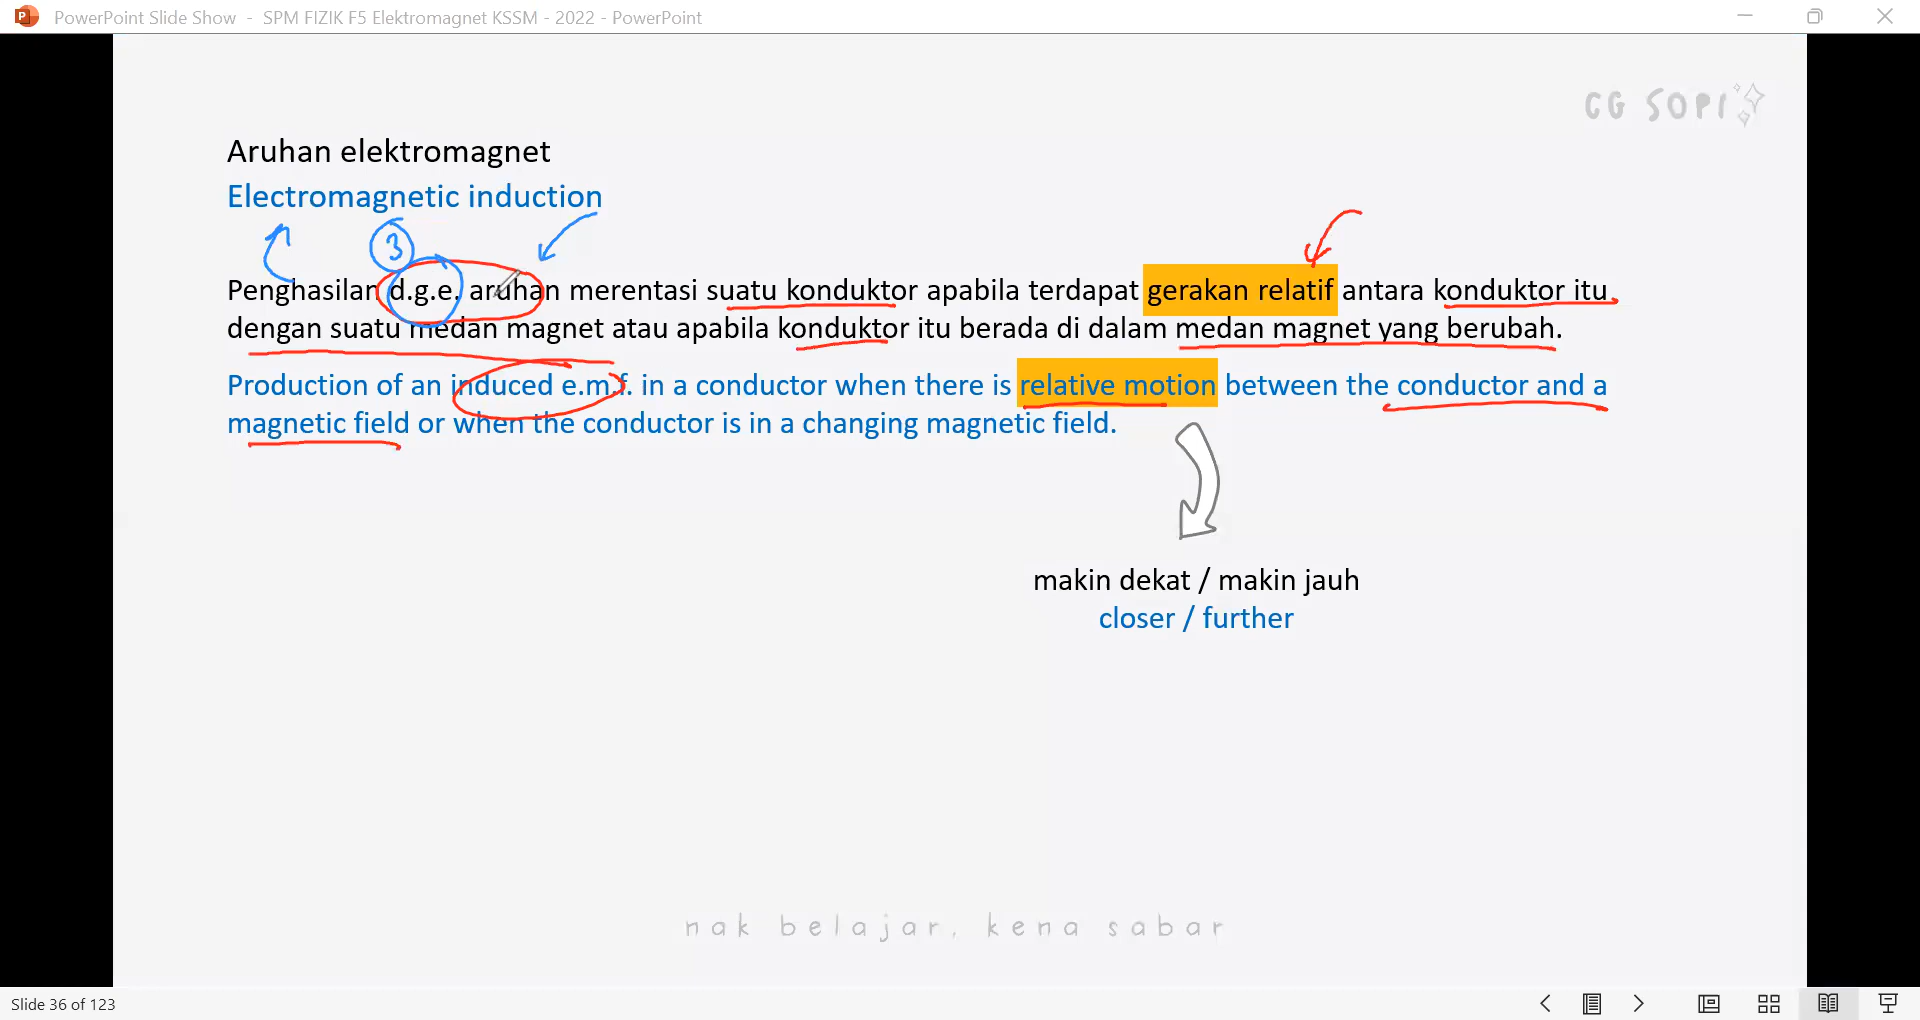 PowerPoint Slide Show - SPM FIZIK F5 Elektromagnet KSSM - 2022 - PowerPoint
CG SOPI
Aruhan elektromagnet
Electromagnetic induction
3
Penghasilan d.g.e. aruhan merentasi suatu konduktor apabila terdapat gerakan relatif antara konduktor itu
dengan suatu medan magnet atau apabila konduktor itu berada di dalam medan magnet yang berubah.
Production of an induced e.m.f. in a conductor when there is relative motion between the conductor and a
magnetic field or when the conductor is in a changing magnetic field.
makin dekat / makin jauh
closer / further
nak belajar, kena sabar
Slide 36 of 123